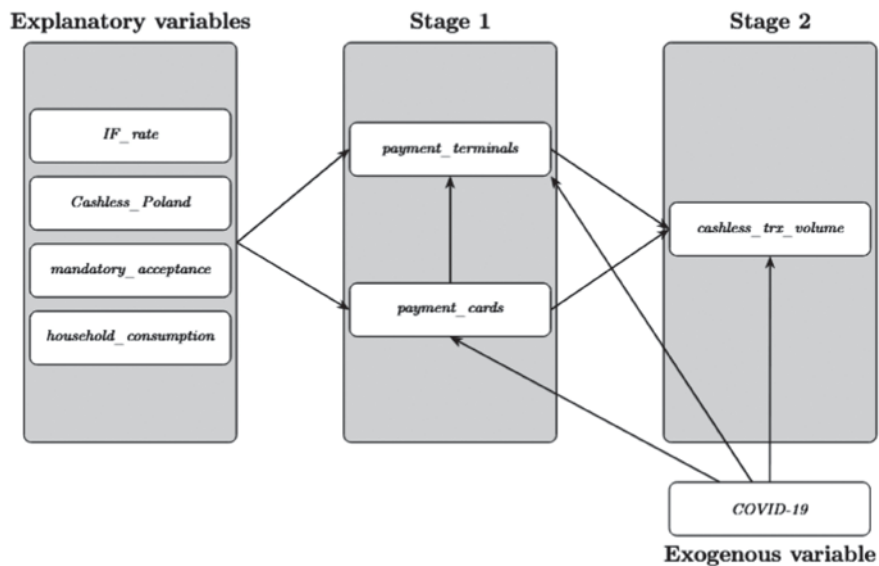 Explanatory variables
Stage 1
Stage 2
IF_rate
Cashless_Poland
mandatory_acceptance
household_consumption
payment_terminals
payment_cards
cashless_trx_volume
COVID-19
Exogenous variable